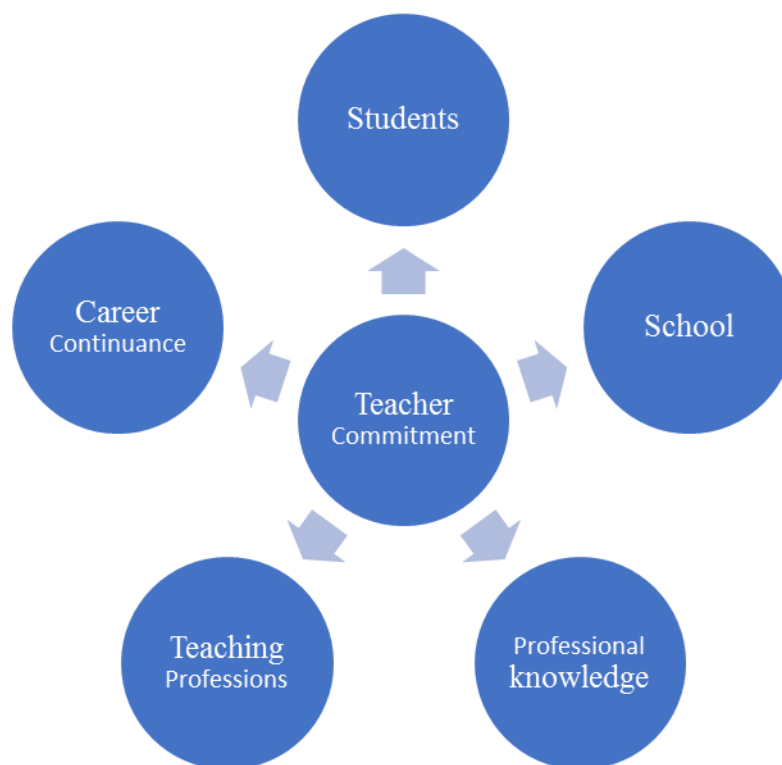 Students
Career
Continuance
School
Teacher
Commitment
Teaching
Professions
Professional
knowledge